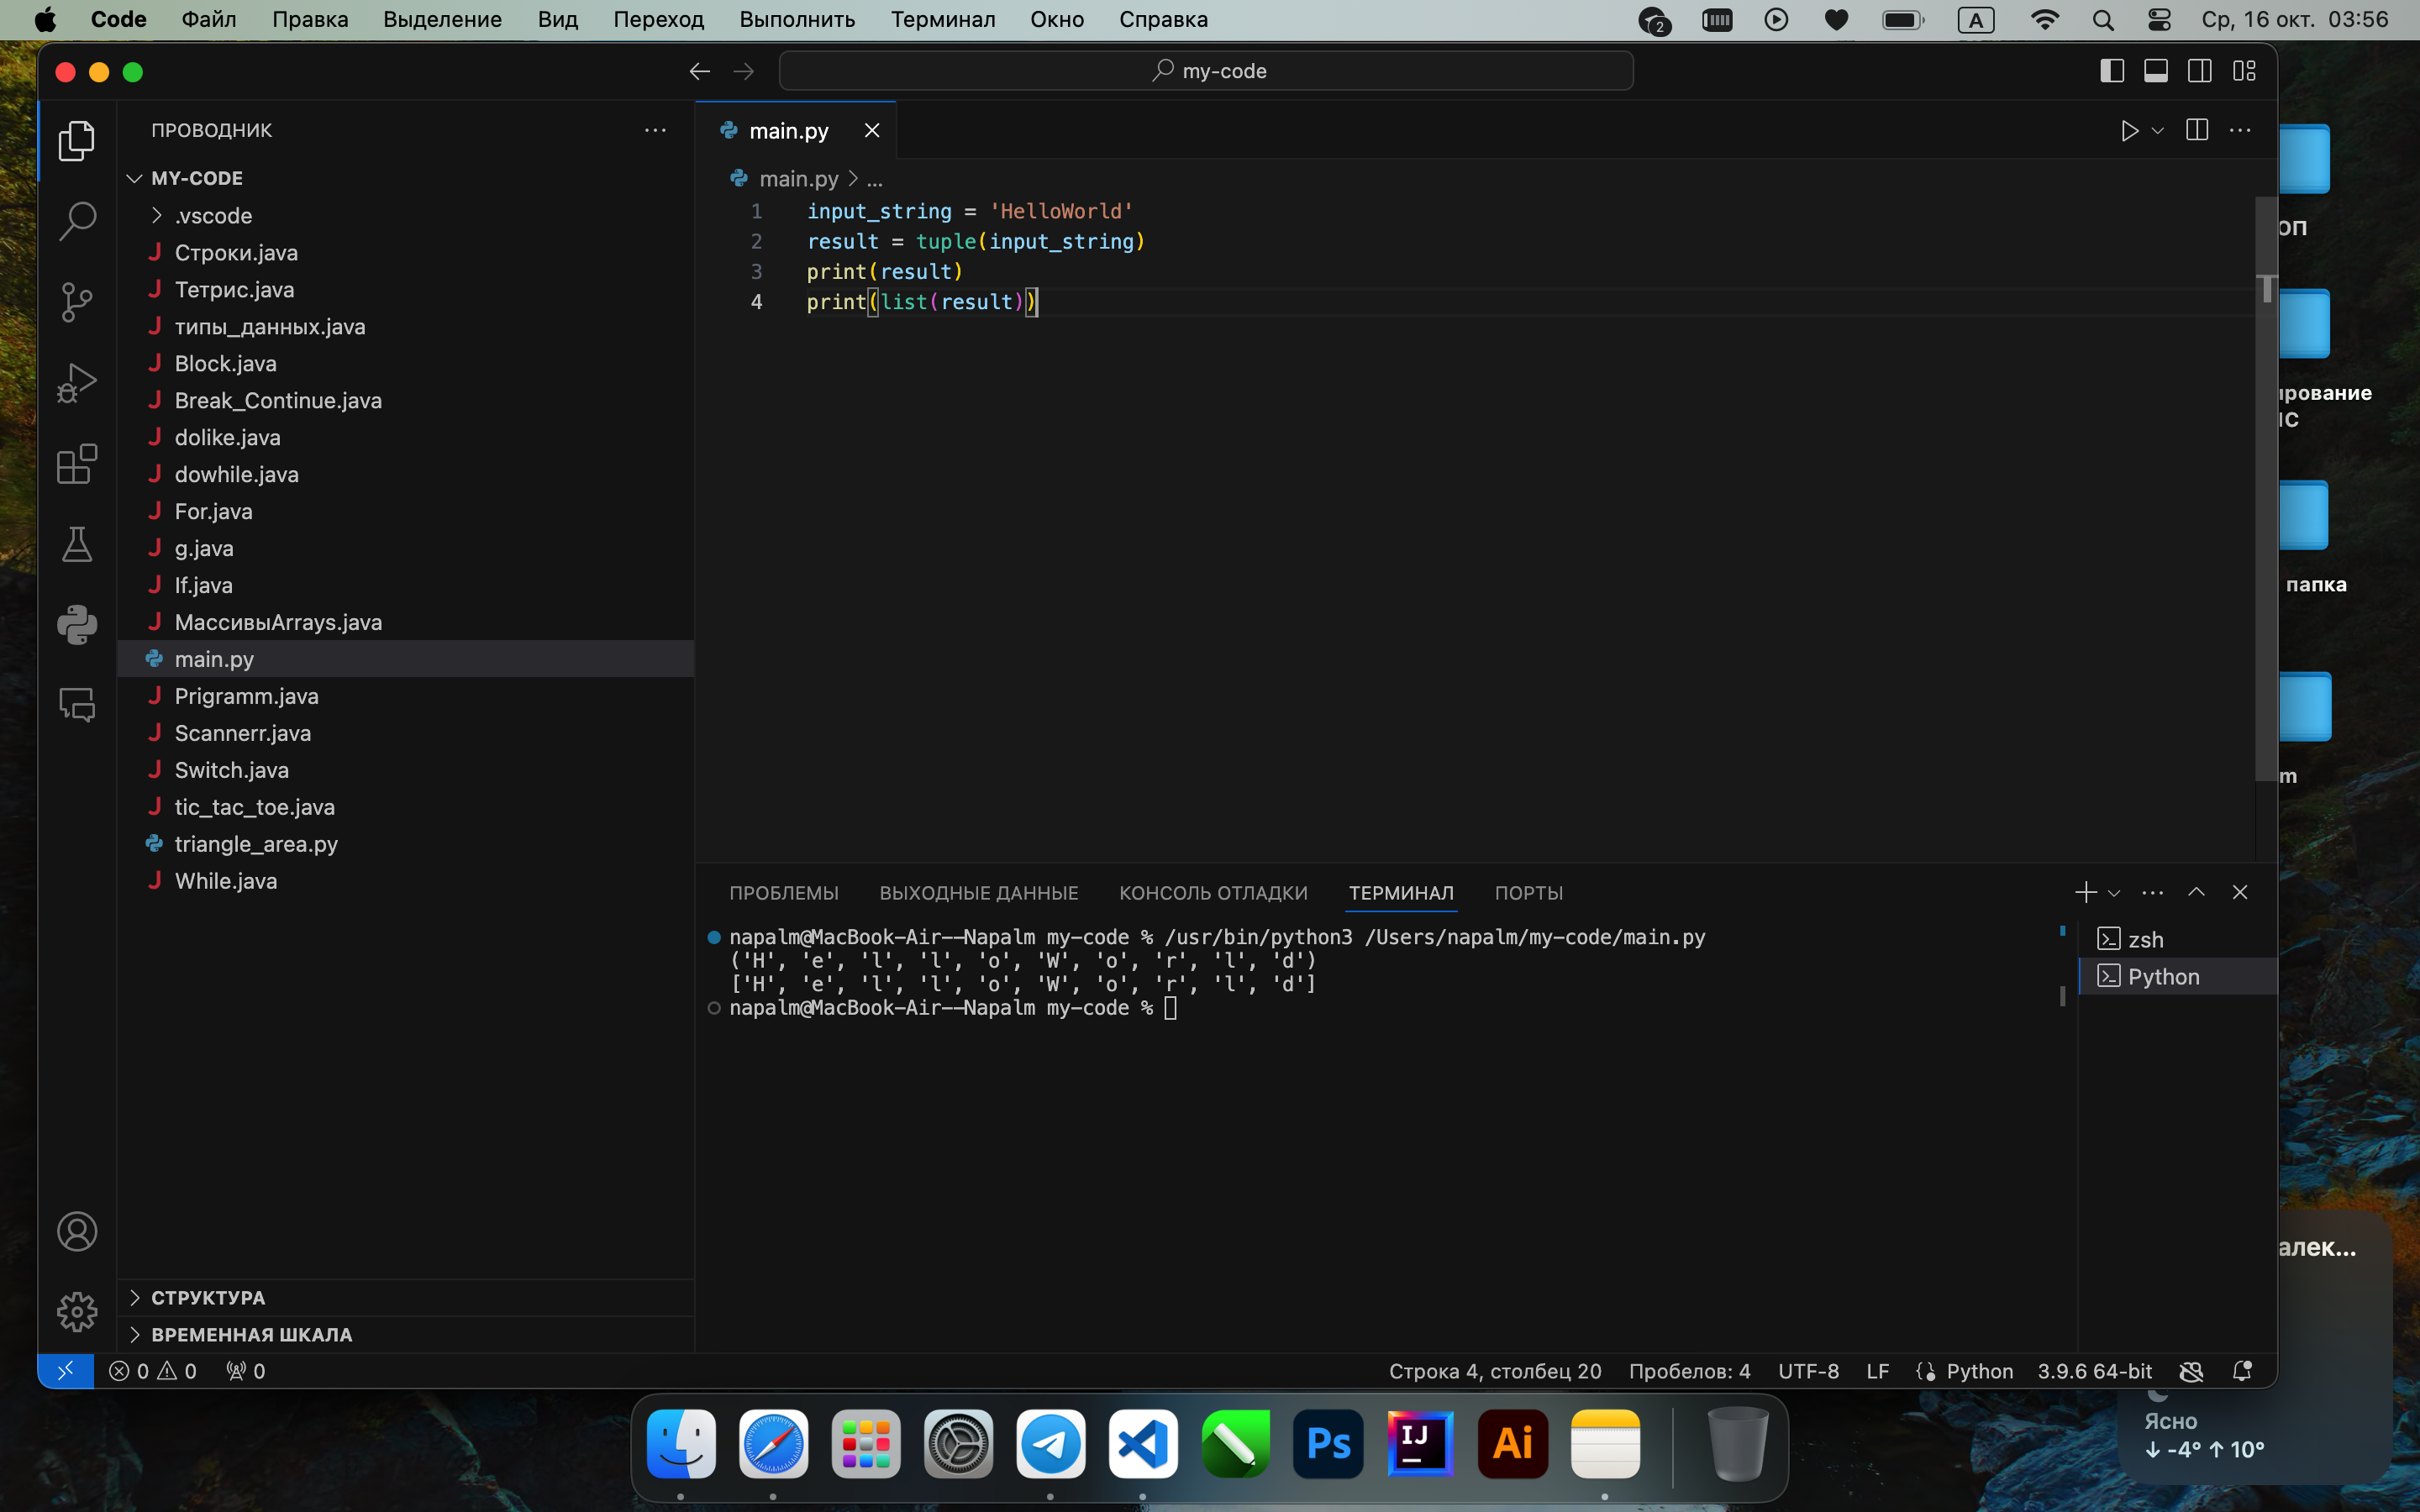 Code Файл Правка Выделение Вид Переход Выполнить Терминал Окно Справка 2 A Ср, 16 окт. 03:56
my-code
ПРОВОДНИК
MY-CODE
.vscode
Строки.java
Тетрис.java
типы_данных.java
Block.java
Break_Continue.java
dolike.java
dowhile.java
For.java
g.java
If.java
МассивыArrays.java
main.py
Prigramm.java
Scannerr.java
Switch.java
tic_tac_toe.java
triangle_area.py
While.java
СТРУКТУРА
ВРЕМЕННАЯ ШКАЛА
main.py
main.py > ...
1 input_string = 'HelloWorld'
2 result = tuple(input_string)
3 print(result)
4 print(list(result))
ПРОБЛЕМЫ ВЫХОДНЫЕ ДАННЫЕ КОНСОЛЬ ОТЛАДКИ ТЕРМИНАЛ ПОРТЫ
napalm@MacBook-Air--Napalm my-code % /usr/bin/python3 /Users/napalm/my-code/main.py
('H', 'e', 'l', 'l', 'o', 'W', 'o', 'r', 'l', 'd')
['H', 'e', 'l', 'l', 'o', 'W', 'o', 'r', 'l', 'd']
napalm@MacBook-Air--Napalm my-code %
zsh
Python
0 0 0 Строка 4, столбец 20 Пробелов: 4 UTF-8 LF Python 3.9.6 64-bit
папка
Ясно
↓ -4° ↑ 10°
Ps IJ Ai